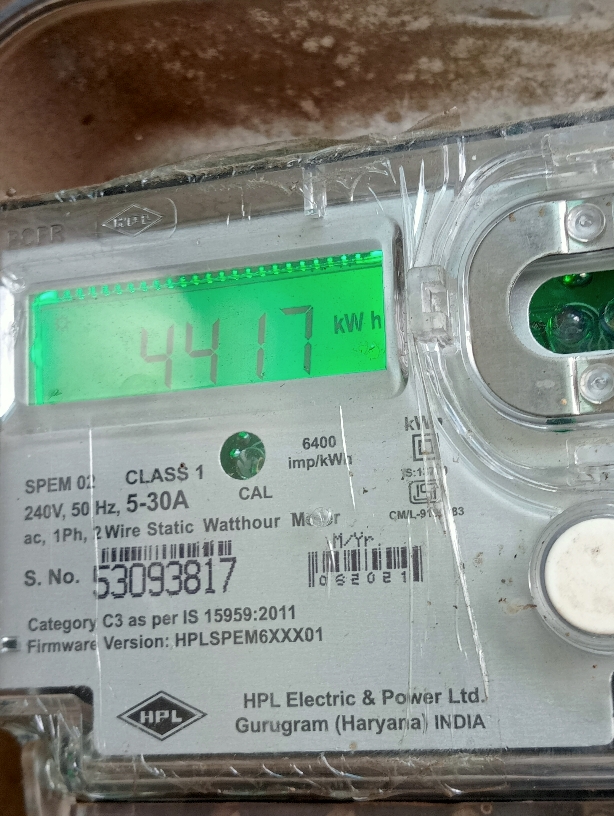 HPL
4417 kWh
6400
imp/kWh
SPEM 02 CLASS 1
CAL
240V, 50 Hz, 5-30A
ac, 1Ph, 2 Wire Static Watthour Meter
M/Yr
S. No. 53093817
062021
Category C3 as per IS 15959:2011
Firmware Version: HPLSPEM6XXX01
HPL
HPL Electric & Power Ltd.
Gurugram (Haryana) INDIA